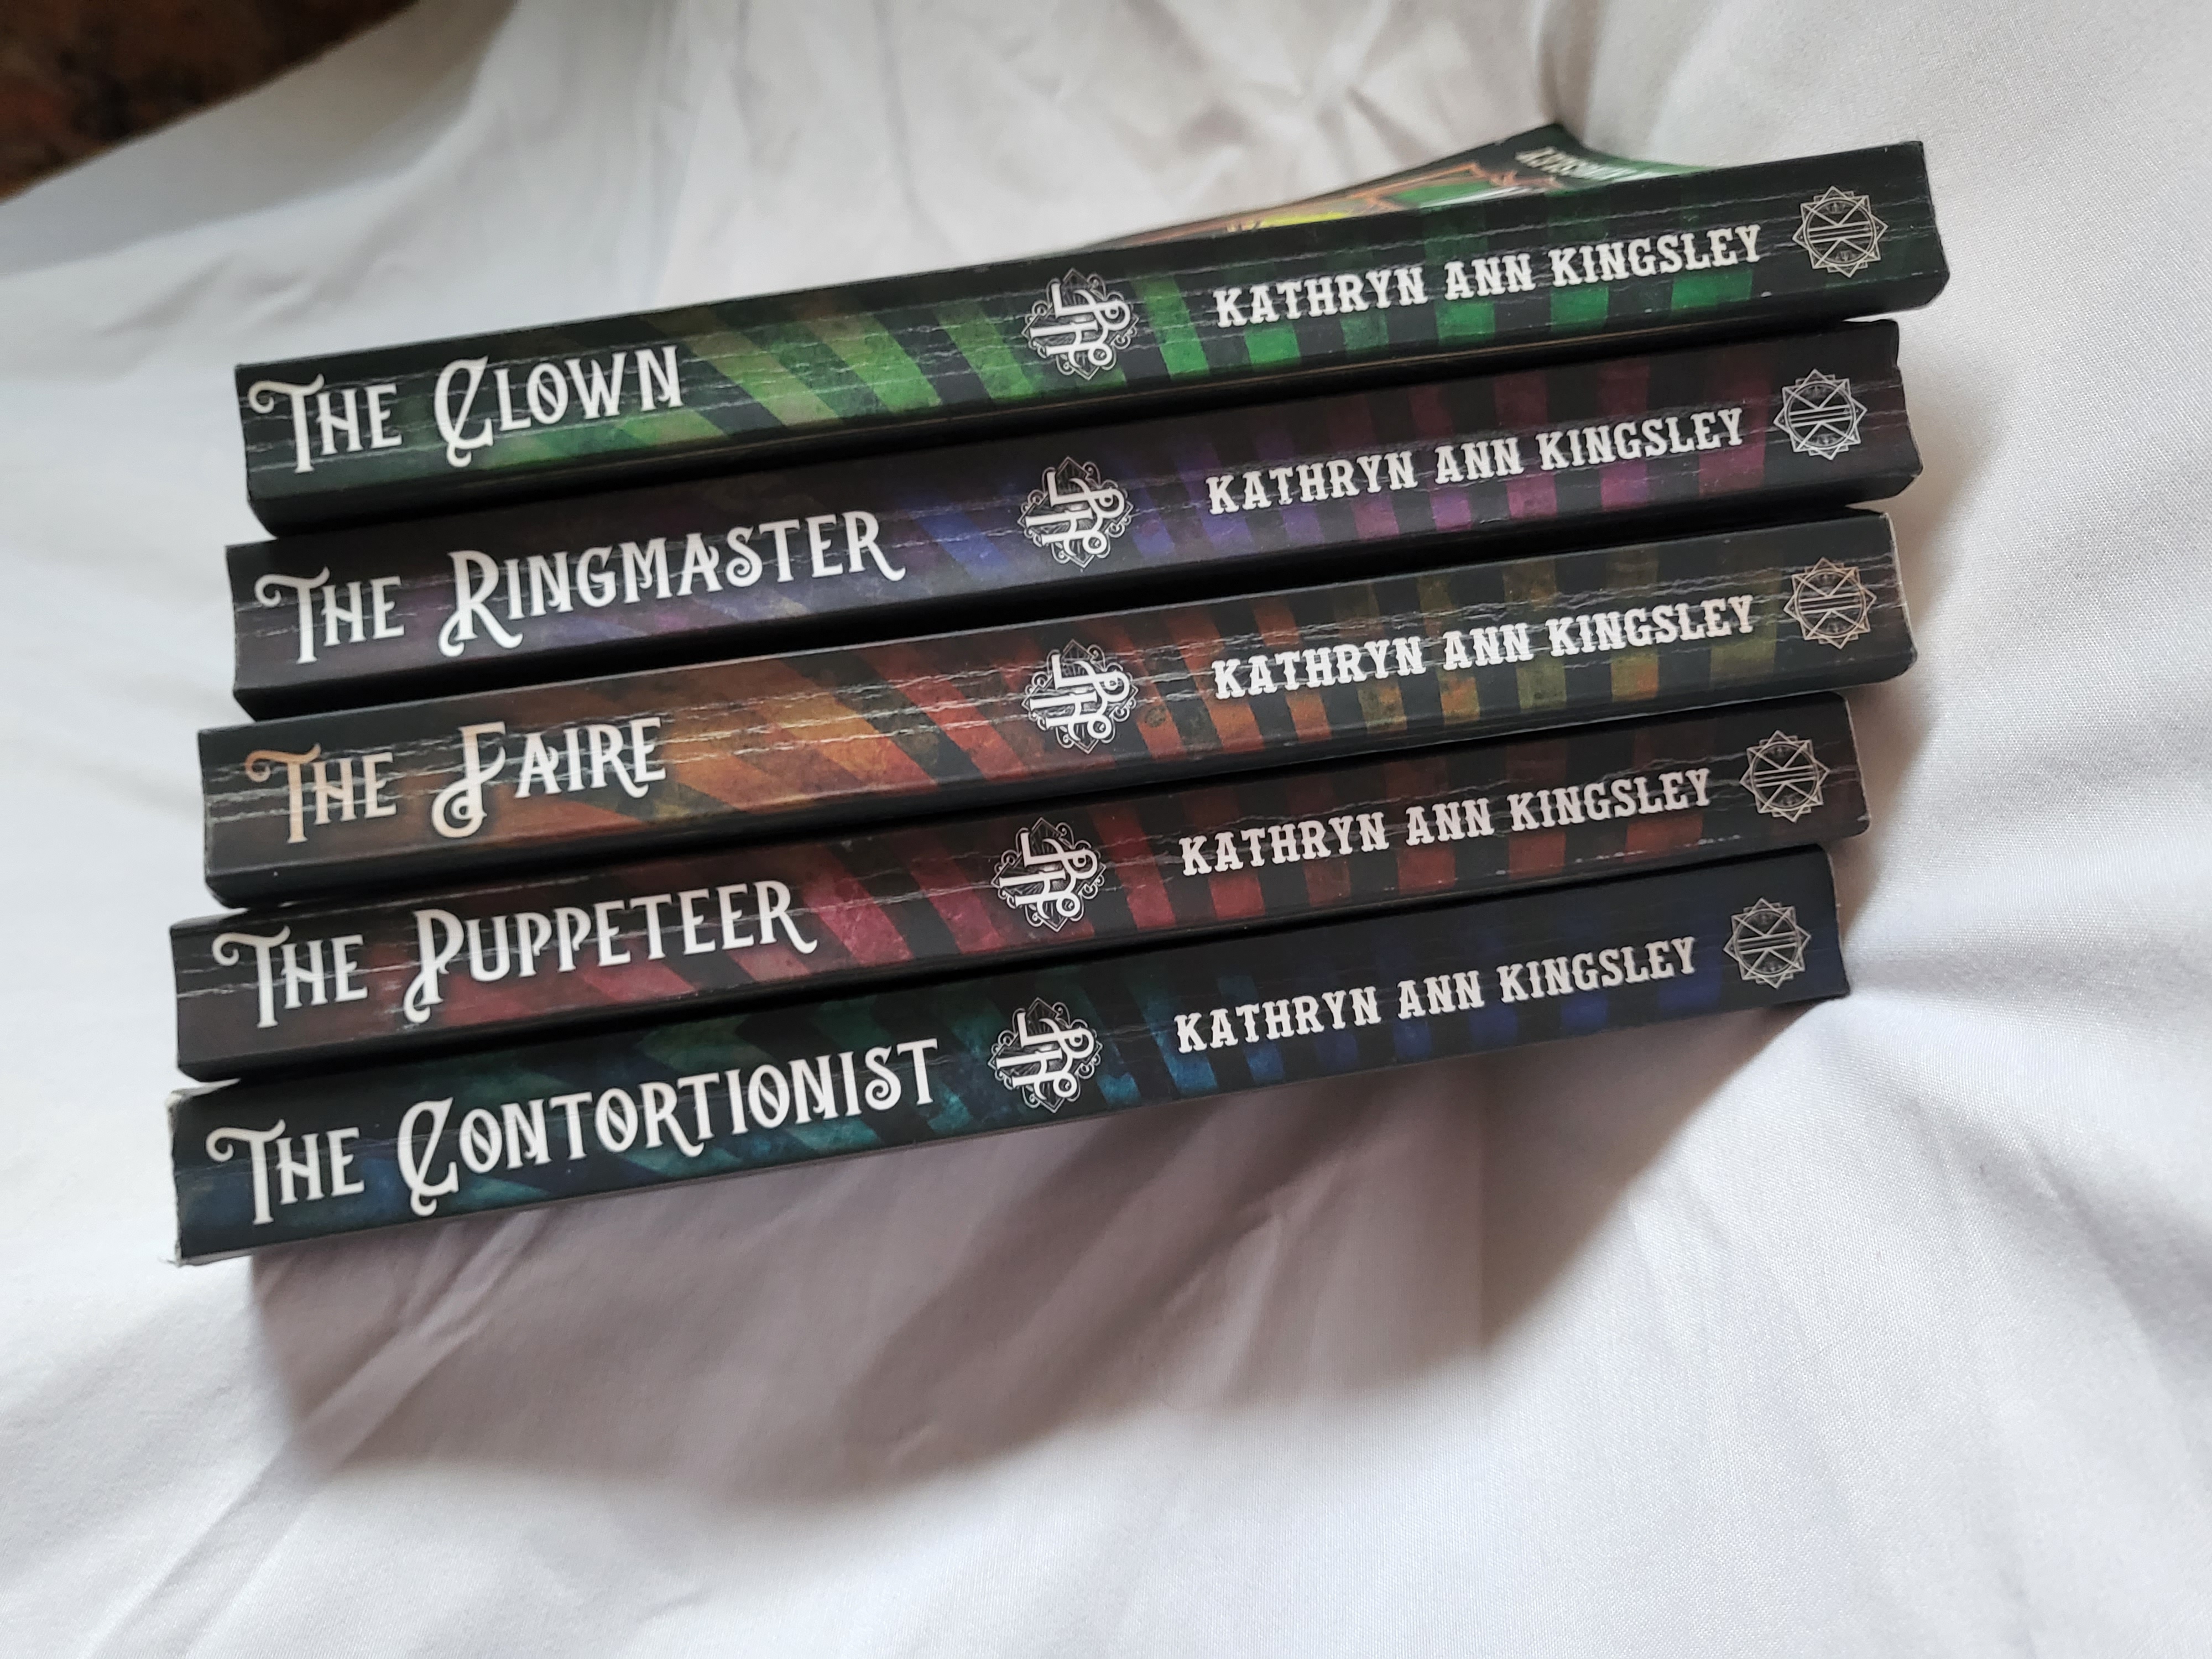 The Contortionist
Kathryn Ann Kingsley
The Puppeteer
Kathryn Ann Kingsley
The Faire
Kathryn Ann Kingsley
The Ringmaster
Kathryn Ann Kingsley
The Clown
Kathryn Ann Kingsley